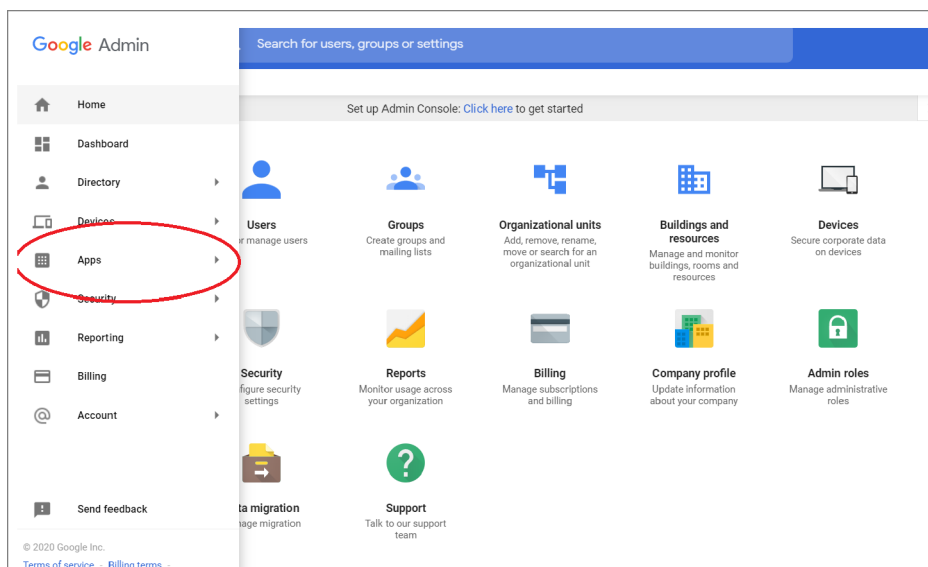 Google Admin
Search for users, groups or settings
Set up Admin Console: Click here to get started
Home
Dashboard
Directory
Devices
Apps
Security
Reporting
Billing
Account
Send feedback
© 2020 Google Inc.
Terms of service - Billing terms -
Users
manage users
Groups
Create groups and
mailing lists
Organizational units
Add, remove, rename,
move or search for an
organizational unit
Buildings and
resources
Manage and monitor
buildings, rooms and
resources
Devices
Secure corporate data
on devices
Security
figure security
settings
Reports
Monitor usage across
your organization
Billing
Manage subscriptions
and billing
Company profile
Update information
about your company
Admin roles
Manage administrative
roles
ta migration
nage migration
Support
Talk to our support
team